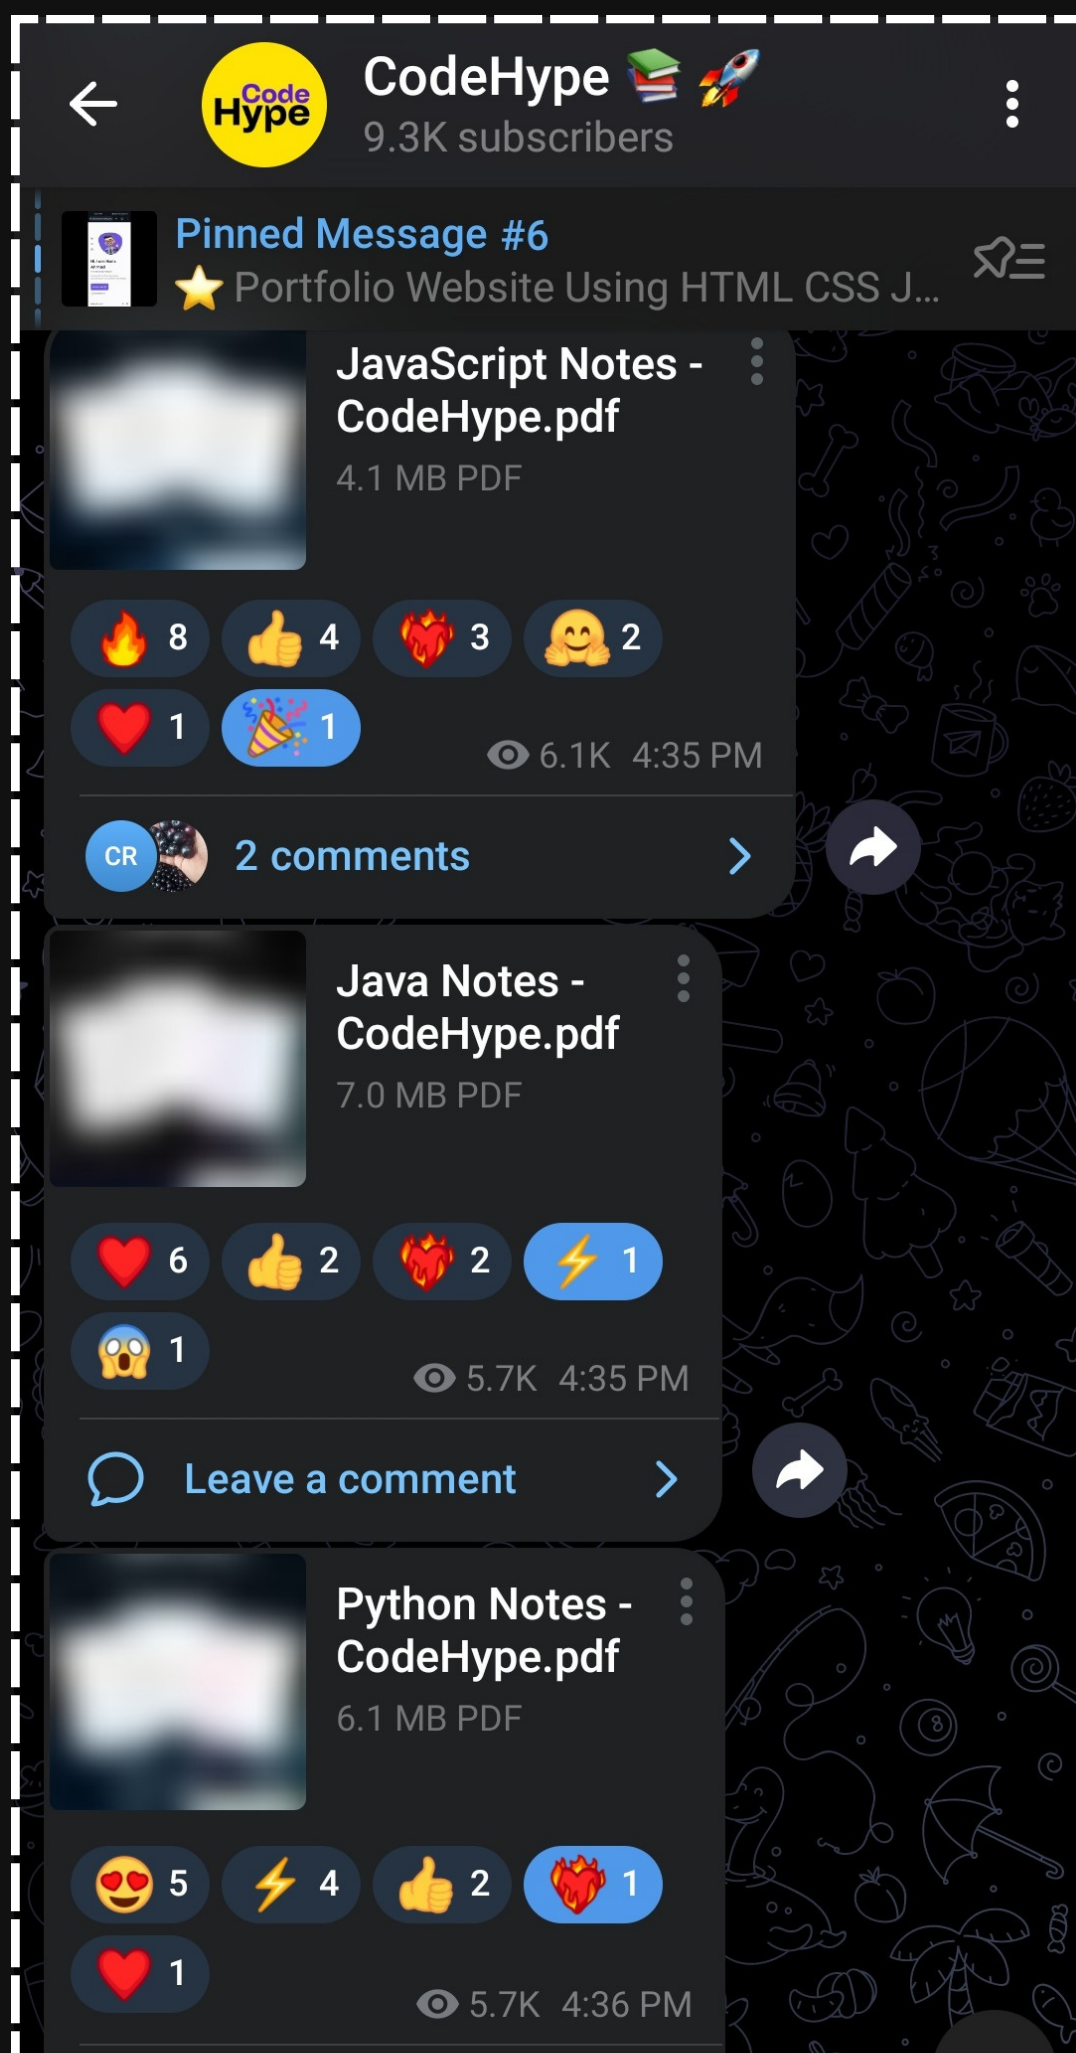 Code
Hype
CodeHype 📚 🚀
9.3K subscribers
Pinned Message #6
⭐ Portfolio Website Using HTML CSS J...
JavaScript Notes -
CodeHype.pdf
4.1 MB PDF
🔥 8 👍 4 ❤️‍🔥 3 🤗 2
❤️ 1 🎉 1
6.1K 4:35 PM
CR
2 comments
Java Notes -
CodeHype.pdf
7.0 MB PDF
❤️ 6 👍 2 ❤️‍🔥 2 ⚡ 1
😱 1
5.7K 4:35 PM
Leave a comment
Python Notes -
CodeHype.pdf
6.1 MB PDF
😍 5 ⚡ 4 👍 2 ❤️‍🔥 1
❤️ 1
5.7K 4:36 PM